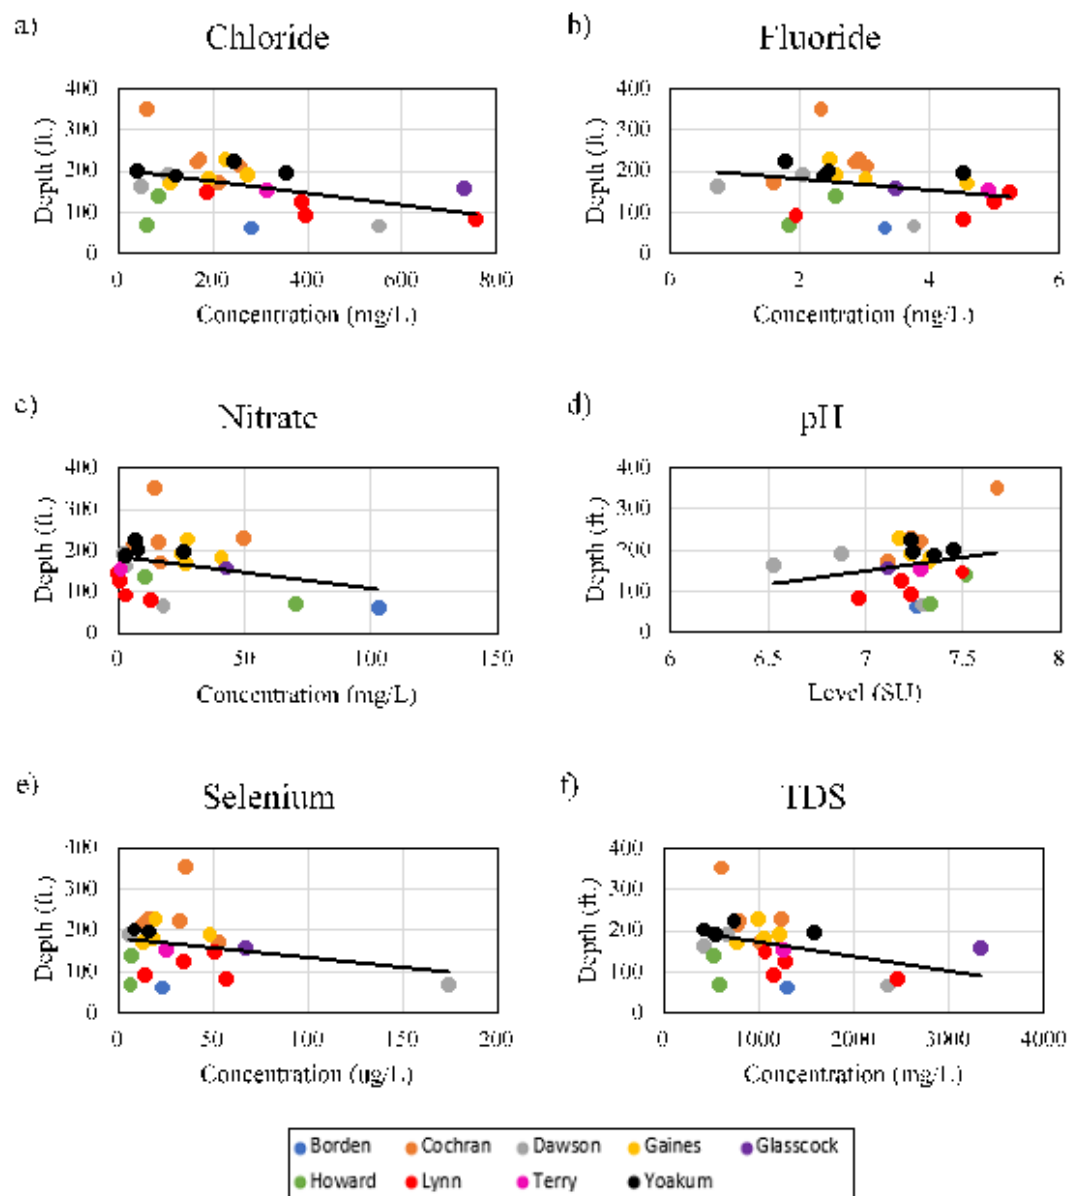 a) Chloride
400
300
200
100
0
Depth (ft.)
0 200 400 600 800
Concentration (mg/L)
b) Fluoride
400
300
200
100
0
Depth (ft.)
0 2 4 6
Concentration (mg/L)
c) Nitrate
400
300
200
100
0
Depth (ft.)
0 50 100 150
Concentration (mg/L)
d) pH
400
300
200
100
0
Depth (ft.)
6 6.5 7 7.5 8
Level (SU)
e) Selenium
400
300
200
100
0
Depth (ft.)
0 50 100 150 200
Concentration (ug/L)
f) TDS
400
300
200
100
0
Depth (ft.)
0 1000 2000 3000 4000
Concentration (mg/L)
Borden Cochran Dawson Gaines Glasscock
Howard Lynn Terry Yoakum